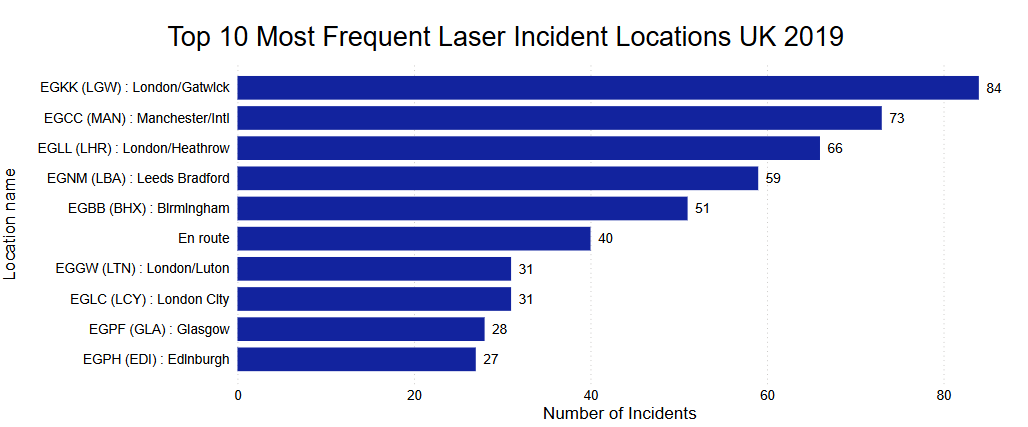 Top 10 Most Frequent Laser Incident Locations UK 2019
Location name
EGKK (LGW) : London/Gatwick 84
EGCC (MAN) : Manchester/Intl 73
EGLL (LHR) : London/Heathrow 66
EGNM (LBA) : Leeds Bradford 59
EGBB (BHX) : Birmingham 51
En route 40
EGGW (LTN) : London/Luton 31
EGLC (LCY) : London City 31
EGPF (GLA) : Glasgow 28
EGPH (EDI) : Edinburgh 27
0 20 40 60 80
Number of Incidents